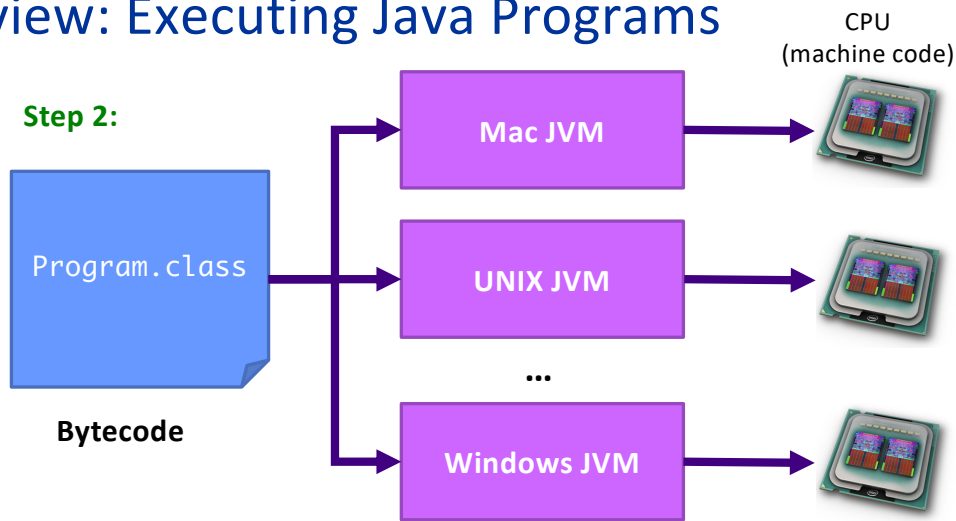 view: Executing Java Programs
CPU
(machine code)
Step 2:
Mac JVM
Program.class
UNIX JVM
...
Bytecode
Windows JVM